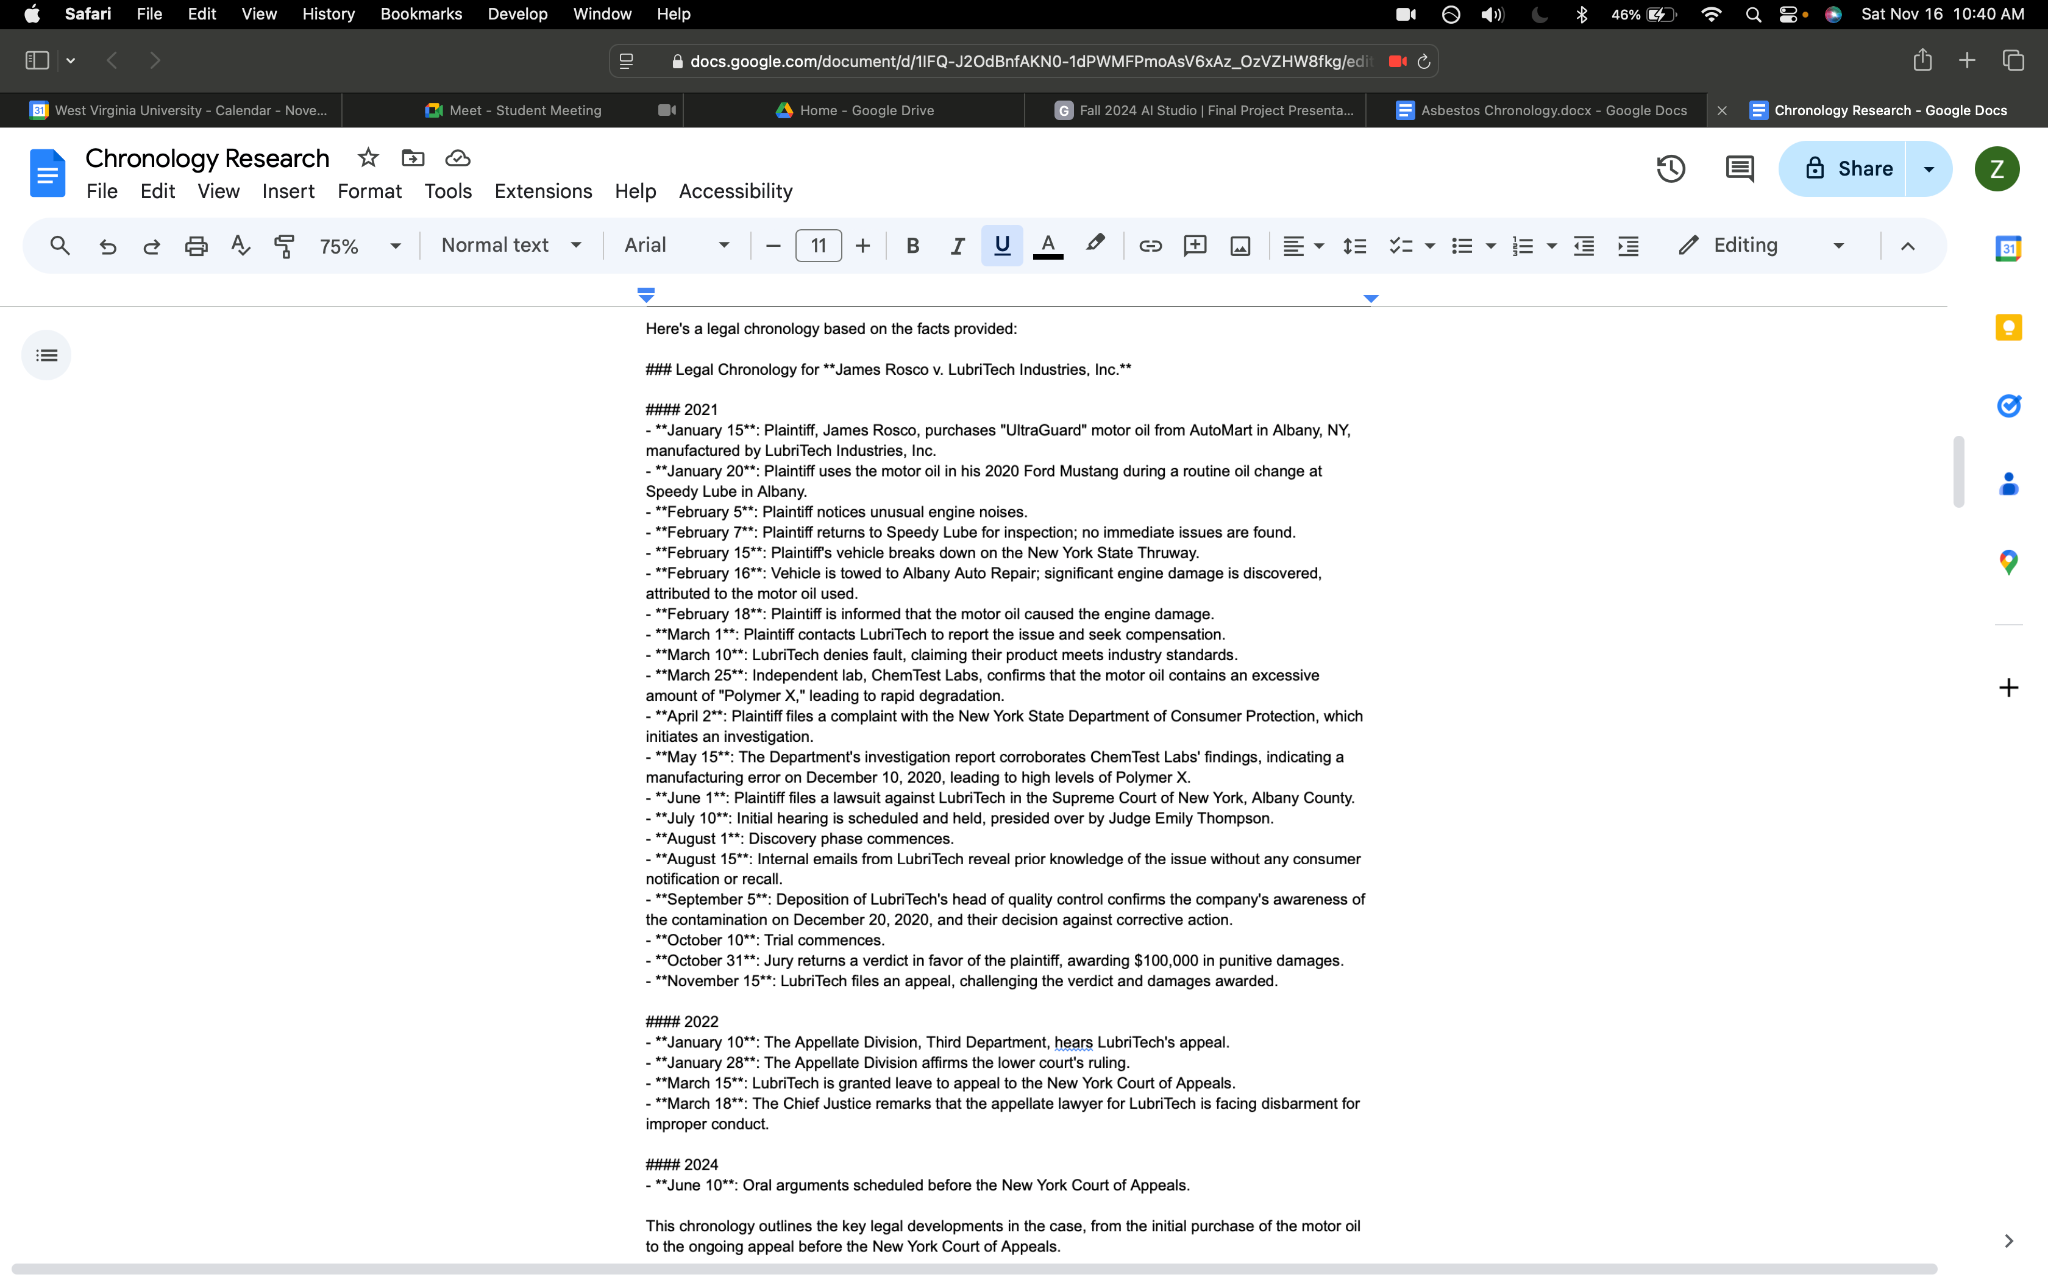 Safari File Edit View History Bookmarks Develop Window Help 46% Sat Nov 16 10:40 AM
docs.google.com/document/d/1lFQ-J2OdBnfAKN0-1dPWMFPmoAsV6xAz_OzVZHW8fkg/edit
West Virginia University - Calendar - Nove... Meet - Student Meeting Home - Google Drive Fall 2024 AI Studio | Final Project Presenta... Asbestos Chronology.docx - Google Docs Chronology Research - Google Docs
Chronology Research
File Edit View Insert Format Tools Extensions Help Accessibility
Share
Z
75% Normal text Arial 11 B I U A Editing
31
Here's a legal chronology based on the facts provided:
### Legal Chronology for **James Rosco v. LubriTech Industries, Inc.**
#### 2021
- **January 15**: Plaintiff, James Rosco, purchases "UltraGuard" motor oil from AutoMart in Albany, NY,
manufactured by LubriTech Industries, Inc.
- **January 20**: Plaintiff uses the motor oil in his 2020 Ford Mustang during a routine oil change at
Speedy Lube in Albany.
- **February 5**: Plaintiff notices unusual engine noises.
- **February 7**: Plaintiff returns to Speedy Lube for inspection; no immediate issues are found.
- **February 15**: Plaintiff's vehicle breaks down on the New York State Thruway.
- **February 16**: Vehicle is towed to Albany Auto Repair; significant engine damage is discovered,
attributed to the motor oil used.
- **February 18**: Plaintiff is informed that the motor oil caused the engine damage.
- **March 1**: Plaintiff contacts LubriTech to report the issue and seek compensation.
- **March 10**: LubriTech denies fault, claiming their product meets industry standards.
- **March 25**: Independent lab, ChemTest Labs, confirms that the motor oil contains an excessive
amount of "Polymer X," leading to rapid degradation.
- **April 2**: Plaintiff files a complaint with the New York State Department of Consumer Protection, which
initiates an investigation.
- **May 15**: The Department's investigation report corroborates ChemTest Labs' findings, indicating a
manufacturing error on December 10, 2020, leading to high levels of Polymer X.
- **June 1**: Plaintiff files a lawsuit against LubriTech in the Supreme Court of New York, Albany County.
- **July 10**: Initial hearing is scheduled and held, presided over by Judge Emily Thompson.
- **August 1**: Discovery phase commences.
- **August 15**: Internal emails from LubriTech reveal prior knowledge of the issue without any consumer
notification or recall.
- **September 5**: Deposition of LubriTech's head of quality control confirms the company's awareness of
the contamination on December 20, 2020, and their decision against corrective action.
- **October 10**: Trial commences.
- **October 31**: Jury returns a verdict in favor of the plaintiff, awarding $100,000 in punitive damages.
- **November 15**: LubriTech files an appeal, challenging the verdict and damages awarded.
#### 2022
- **January 10**: The Appellate Division, Third Department, hears LubriTech's appeal.
- **January 28**: The Appellate Division affirms the lower court's ruling.
- **March 15**: LubriTech is granted leave to appeal to the New York Court of Appeals.
- **March 18**: The Chief Justice remarks that the appellate lawyer for LubriTech is facing disbarment for
improper conduct.
#### 2024
- **June 10**: Oral arguments scheduled before the New York Court of Appeals.
This chronology outlines the key legal developments in the case, from the initial purchase of the motor oil
to the ongoing appeal before the New York Court of Appeals.